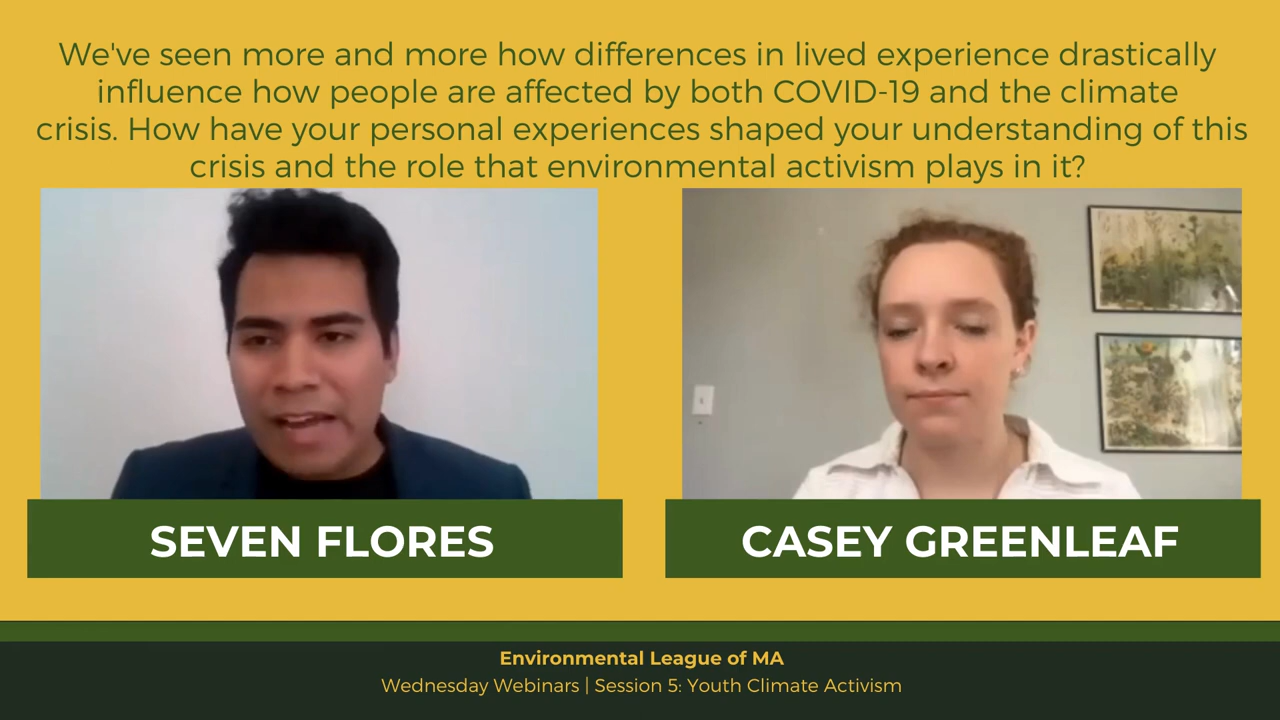 We've seen more and more how differences in lived experience drastically
influence how people are affected by both COVID-19 and the climate
crisis. How have your personal experiences shaped your understanding of this
crisis and the role that environmental activism plays in it?
SEVEN FLORES
CASEY GREENLEAF
Environmental League of MA
Wednesday Webinars | Session 5: Youth Climate Activism